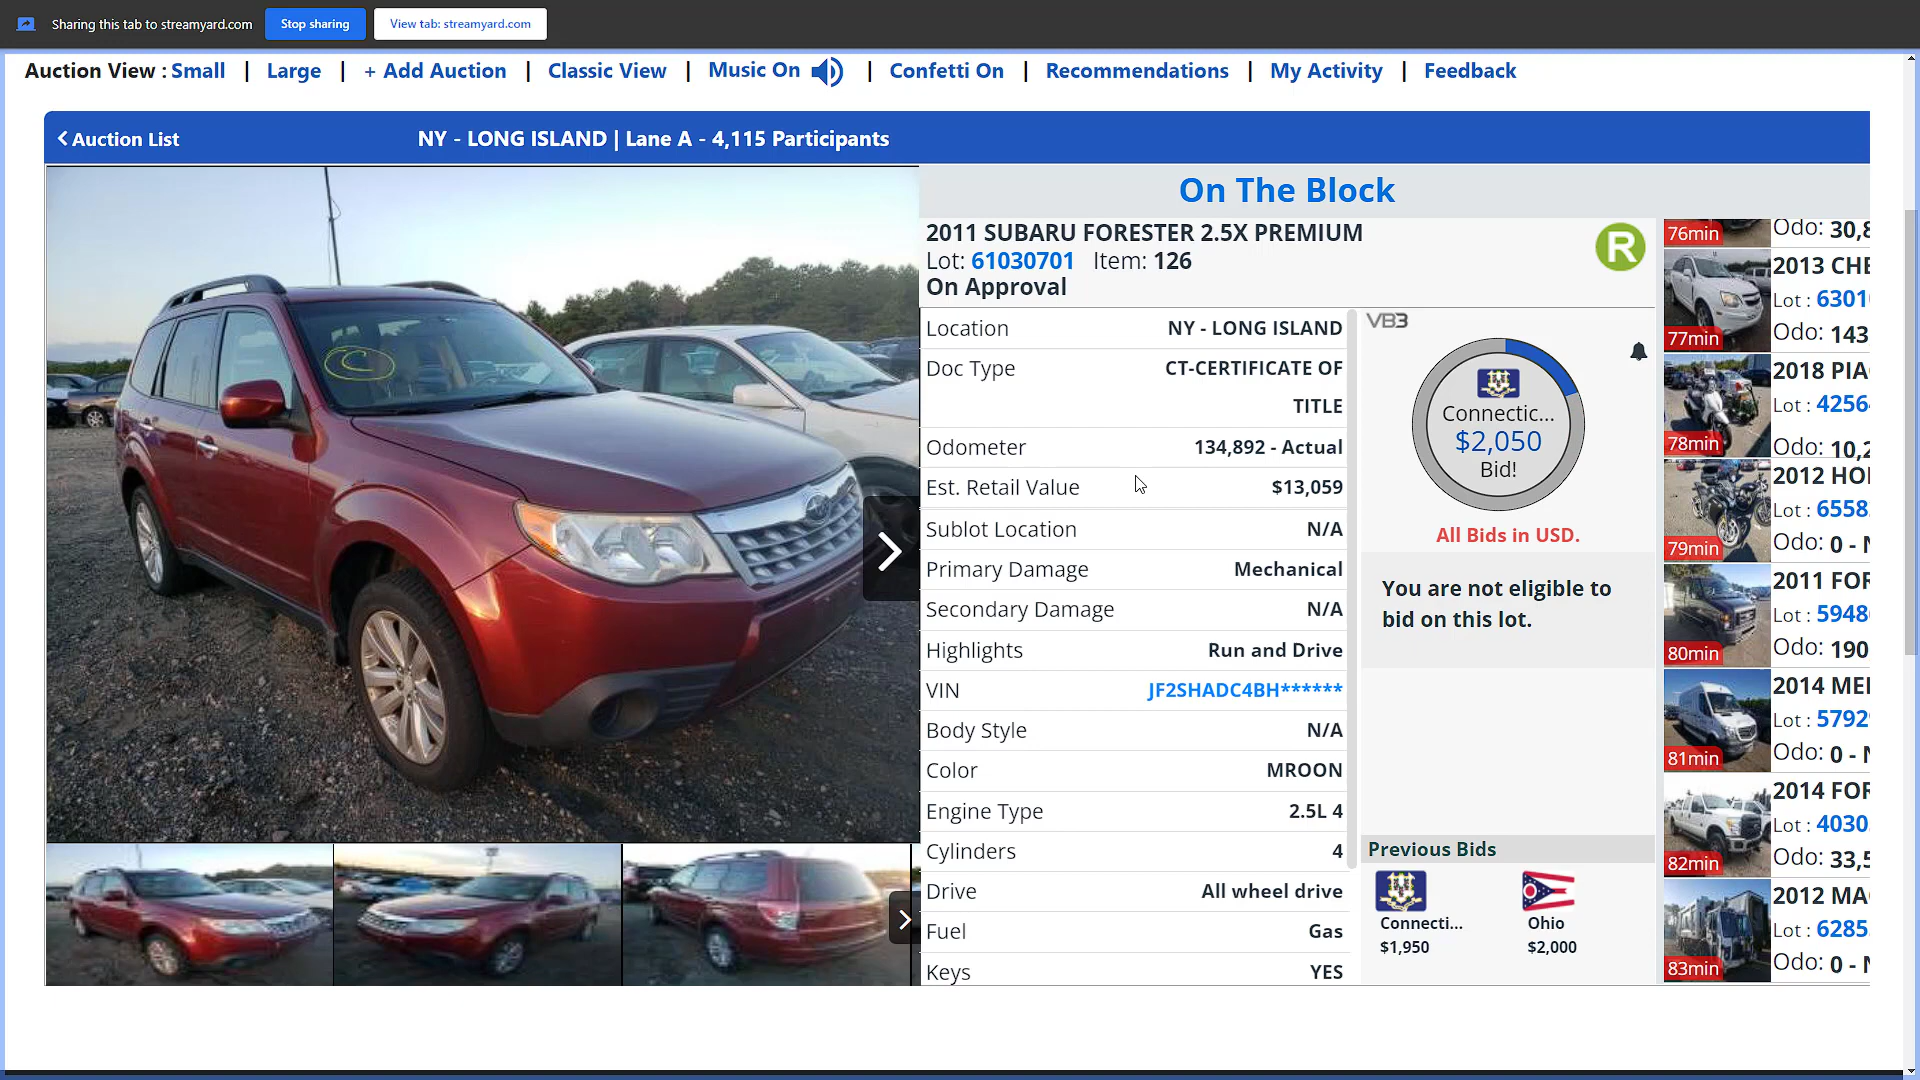 Sharing this tab to streamyard.com
Stop sharing
View tab: streamyard.com
Auction View : Small | Large | + Add Auction | Classic View | Music On | Confetti On | Recommendations | My Activity | Feedback
Auction List
NY - LONG ISLAND | Lane A - 4,115 Participants
On The Block
2011 SUBARU FORESTER 2.5X PREMIUM
Lot: 61030701 Item: 126
On Approval
R
Location NY - LONG ISLAND
Doc Type CT-CERTIFICATE OF
TITLE
Odometer 134,892 - Actual
Est. Retail Value $13,059
Sublot Location N/A
Primary Damage Mechanical
Secondary Damage N/A
Highlights Run and Drive
VIN JF2SHADC4BH******
Body Style N/A
Color MROON
Engine Type 2.5L 4
Cylinders 4
Drive All wheel drive
Fuel Gas
Keys YES
VB3
Connectic...
$2,050
Bid!
All Bids in USD.
You are not eligible to
bid on this lot.
Previous Bids
Connecti...
$1,950
Ohio
$2,000
76min
Odo: 30,8
2013 CHE
Lot : 6301
Odo: 143
77min
2018 PIA
Lot : 4256
Odo: 10,2
78min
2012 HO
Lot : 6558
Odo: 0 -
79min
2011 FOR
Lot : 5948
Odo: 190
80min
2014 ME
Lot : 5792
Odo: 0 -
81min
2014 FOR
Lot : 4030
Odo: 33,5
82min
2012 MA
Lot : 6285
Odo: 0 -
83min
C